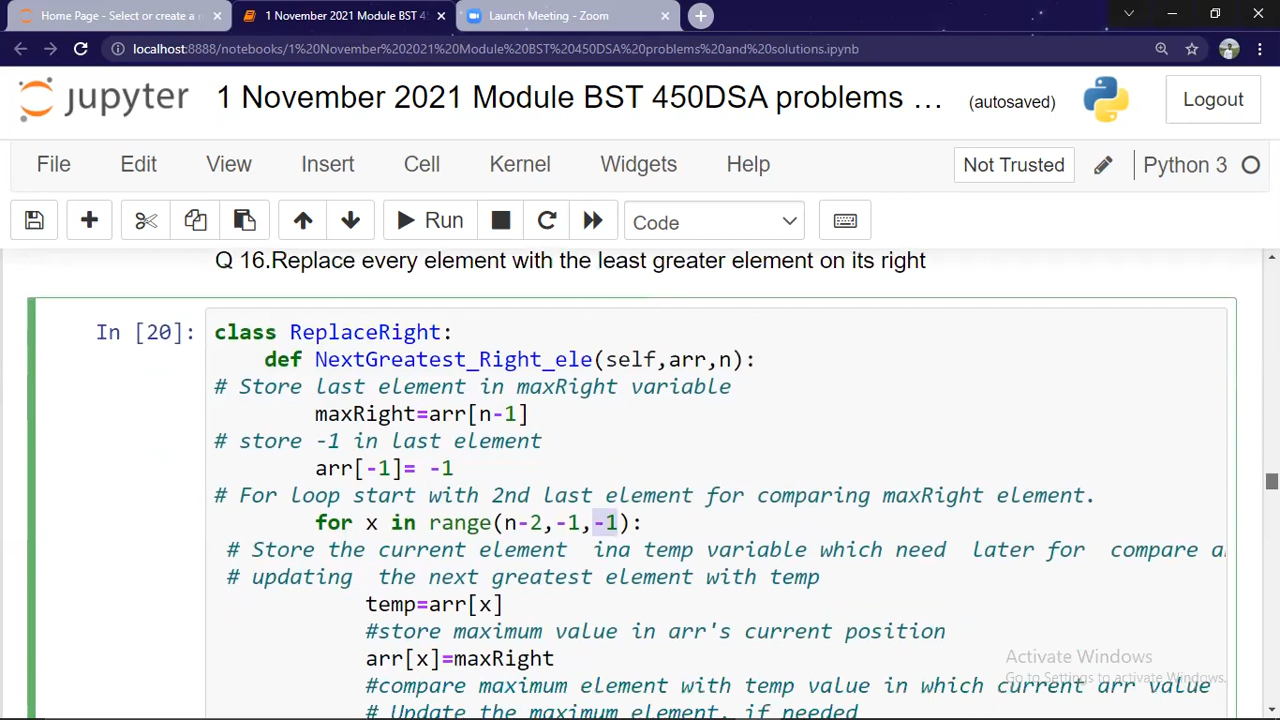 Home Page - Select or create a n
1 November 2021 Module BST 45
Launch Meeting - Zoom
localhost:8888/notebooks/1%20November%202021%20Module%20BST%20450DSA%20problems%20and%20solutions.ipynb
jupyter 1 November 2021 Module BST 450DSA problems ... (autosaved) Logout
File Edit View Insert Cell Kernel Widgets Help Not Trusted Python 3
Run Code
Q 16.Replace every element with the least greater element on its right
In [20]: class ReplaceRight:
def NextGreatest_Right_ele(self,arr,n):
# Store last element in maxRight variable
maxRight=arr[n-1]
# store -1 in last element
arr[-1]= -1
# For loop start with 2nd last element for comparing maxRight element.
for x in range(n-2,-1,-1):
# Store the current element ina temp variable which need later for compare a
# updating the next greatest element with temp
temp=arr[x]
#store maximum value in arr's current position
arr[x]=maxRight
#compare maximum element with temp value in which current arr value
# Update the maximum element, if needed
Activate Windows
Go to Settings to activate Windows.